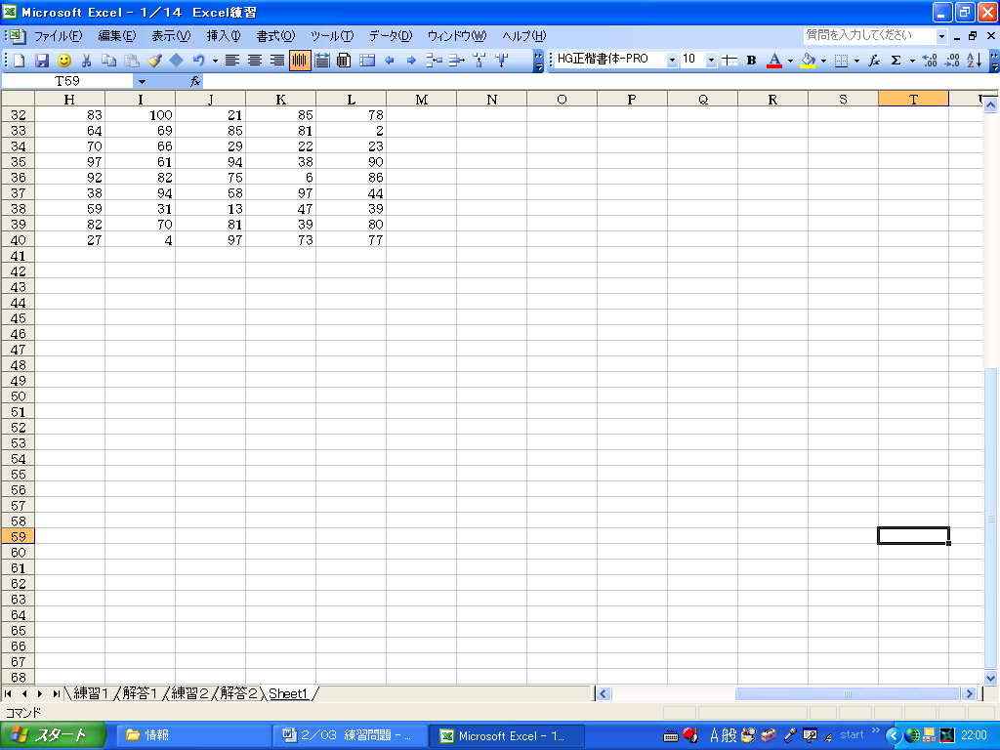 Microsoft Excel - 1/14 Excel練習
ファイル(F) 編集(E) 表示(V) 挿入(I) 書式(O) ツール(T) データ(D) ウィンドウ(W) ヘルプ(H) 質問を入力してください
HG正楷書体-PRO 10 B A fx Σ
T59 fx
H I J K L M N O P Q R S T U
32 83 100 21 85 78
33 64 69 85 81 2
34 70 66 29 22 23
35 97 61 94 38 90
36 92 82 75 6 86
37 38 94 58 97 44
38 59 31 13 47 39
39 82 70 81 39 80
40 27 4 97 73 77
41
42
43
44
45
46
47
48
49
50
51
52
53
54
55
56
57
58
59
60
61
62
63
64
65
66
67
68
練習1 解答1 練習2 解答2 Sheet1
コマンド
スタート 情報 2/03 練習問題 - ... Microsoft Excel - 1... A般 start 22:00